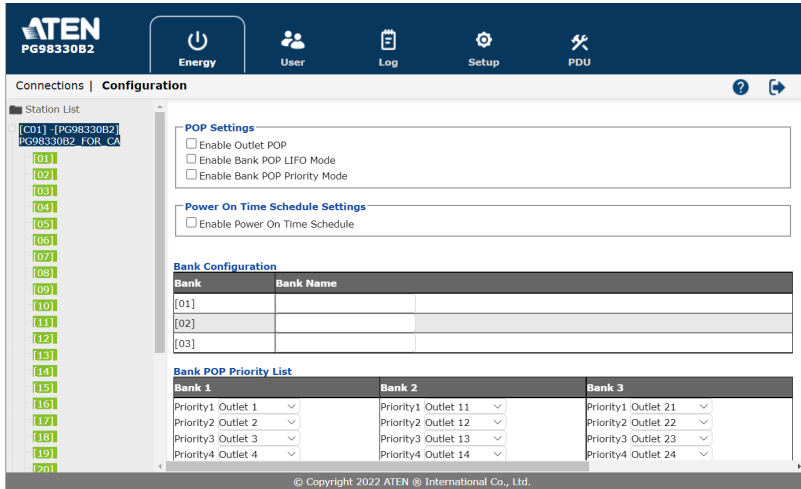 ATEN
PG98330B2
Energy
User
Log
Setup
PDU
Connections | Configuration
Station List
[C01] -[PG98330B2]
PG98330B2_FOR_CA
[01]
[02]
[03]
[04]
[05]
[06]
[07]
[08]
[09]
[10]
[11]
[12]
[13]
[14]
[15]
[16]
[17]
[18]
[19]
[20]
POP Settings
Enable Outlet POP
Enable Bank POP LIFO Mode
Enable Bank POP Priority Mode
Power On Time Schedule Settings
Enable Power On Time Schedule
Bank Configuration
Bank Bank Name
[01]
[02]
[03]
Bank POP Priority List
Bank 1 Bank 2 Bank 3
Priority1 Outlet 1 Priority1 Outlet 11 Priority1 Outlet 21
Priority2 Outlet 2 Priority2 Outlet 12 Priority2 Outlet 22
Priority3 Outlet 3 Priority3 Outlet 13 Priority3 Outlet 23
Priority4 Outlet 4 Priority4 Outlet 14 Priority4 Outlet 24
© Copyright 2022 ATEN ® International Co., Ltd.